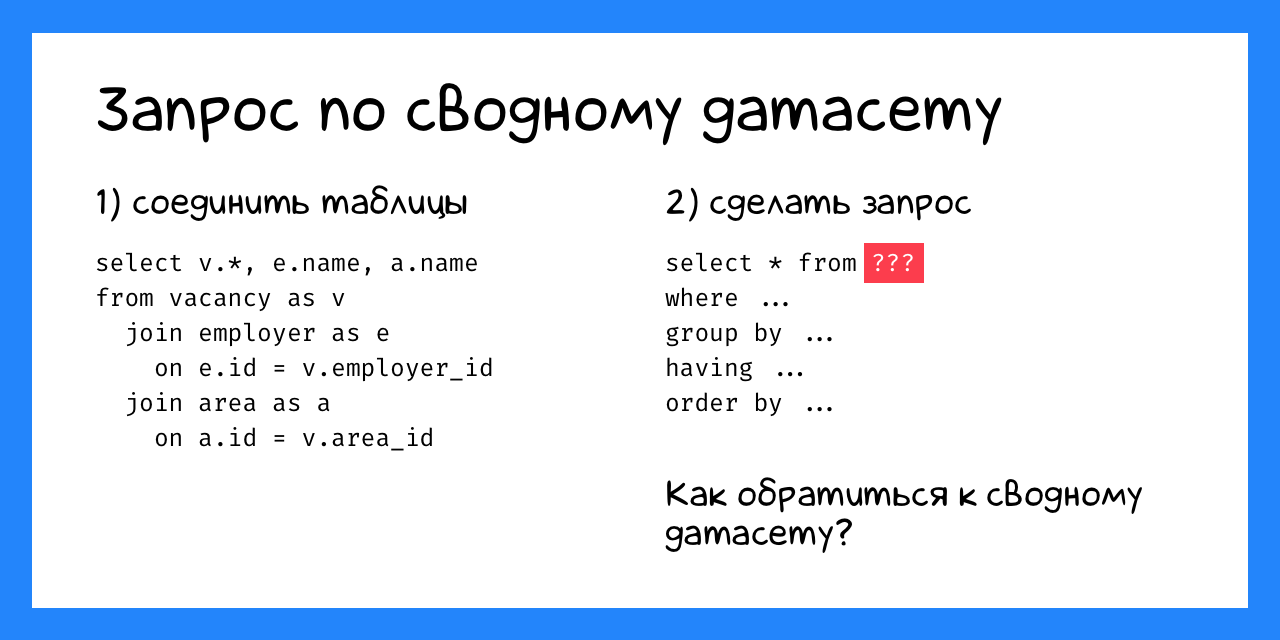 Запрос по сводному датасету
1) соединить таблицы
select v.*, e.name, a.name
from vacancy as v
  join employer as e
    on e.id = v.employer_id
  join area as a
    on a.id = v.area_id
2) сделать запрос
select * from ???
where ...
group by ...
having ...
order by ...
Как обратиться к сводному
датасету?